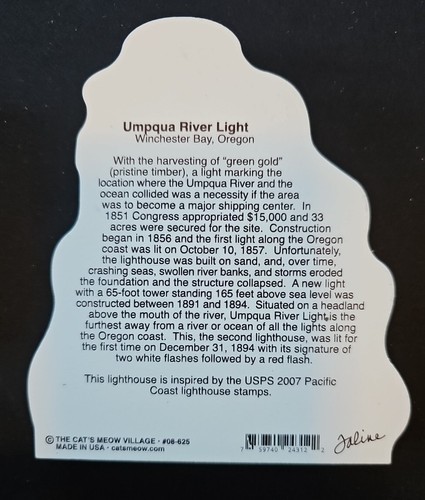 Umpqua River Light
Winchester Bay, Oregon
With the harvesting of "green gold"
(pristine timber), a light marking the
location where the Umpqua River and the
ocean collided was a necessity if the area
was to become a major shipping center. In
1851 Congress appropriated $15,000 and 33
acres were secured for the site. Construction
began in 1856 and the first light along the Oregon
coast was lit on October 10, 1857. Unfortunately,
the lighthouse was built on sand, and, over time,
crashing seas, swollen river banks, and storms eroded
the foundation and the structure collapsed. A new light
with a 65-foot tower standing 165 feet above sea level was
constructed between 1891 and 1894. Situated on a headland
above the mouth of the river, Umpqua River Light is the
furthest away from a river or ocean of all the lights along
the Oregon coast. This, the second lighthouse, was lit for
the first time on December 31, 1894 with its signature of
two white flashes followed by a red flash.
This lighthouse is inspired by the USPS 2007 Pacific
Coast lighthouse stamps.
© THE CAT'S MEOW VILLAGE • #08-625
MADE IN USA • catsmeow.com
7 59740 24312 2
Jaline